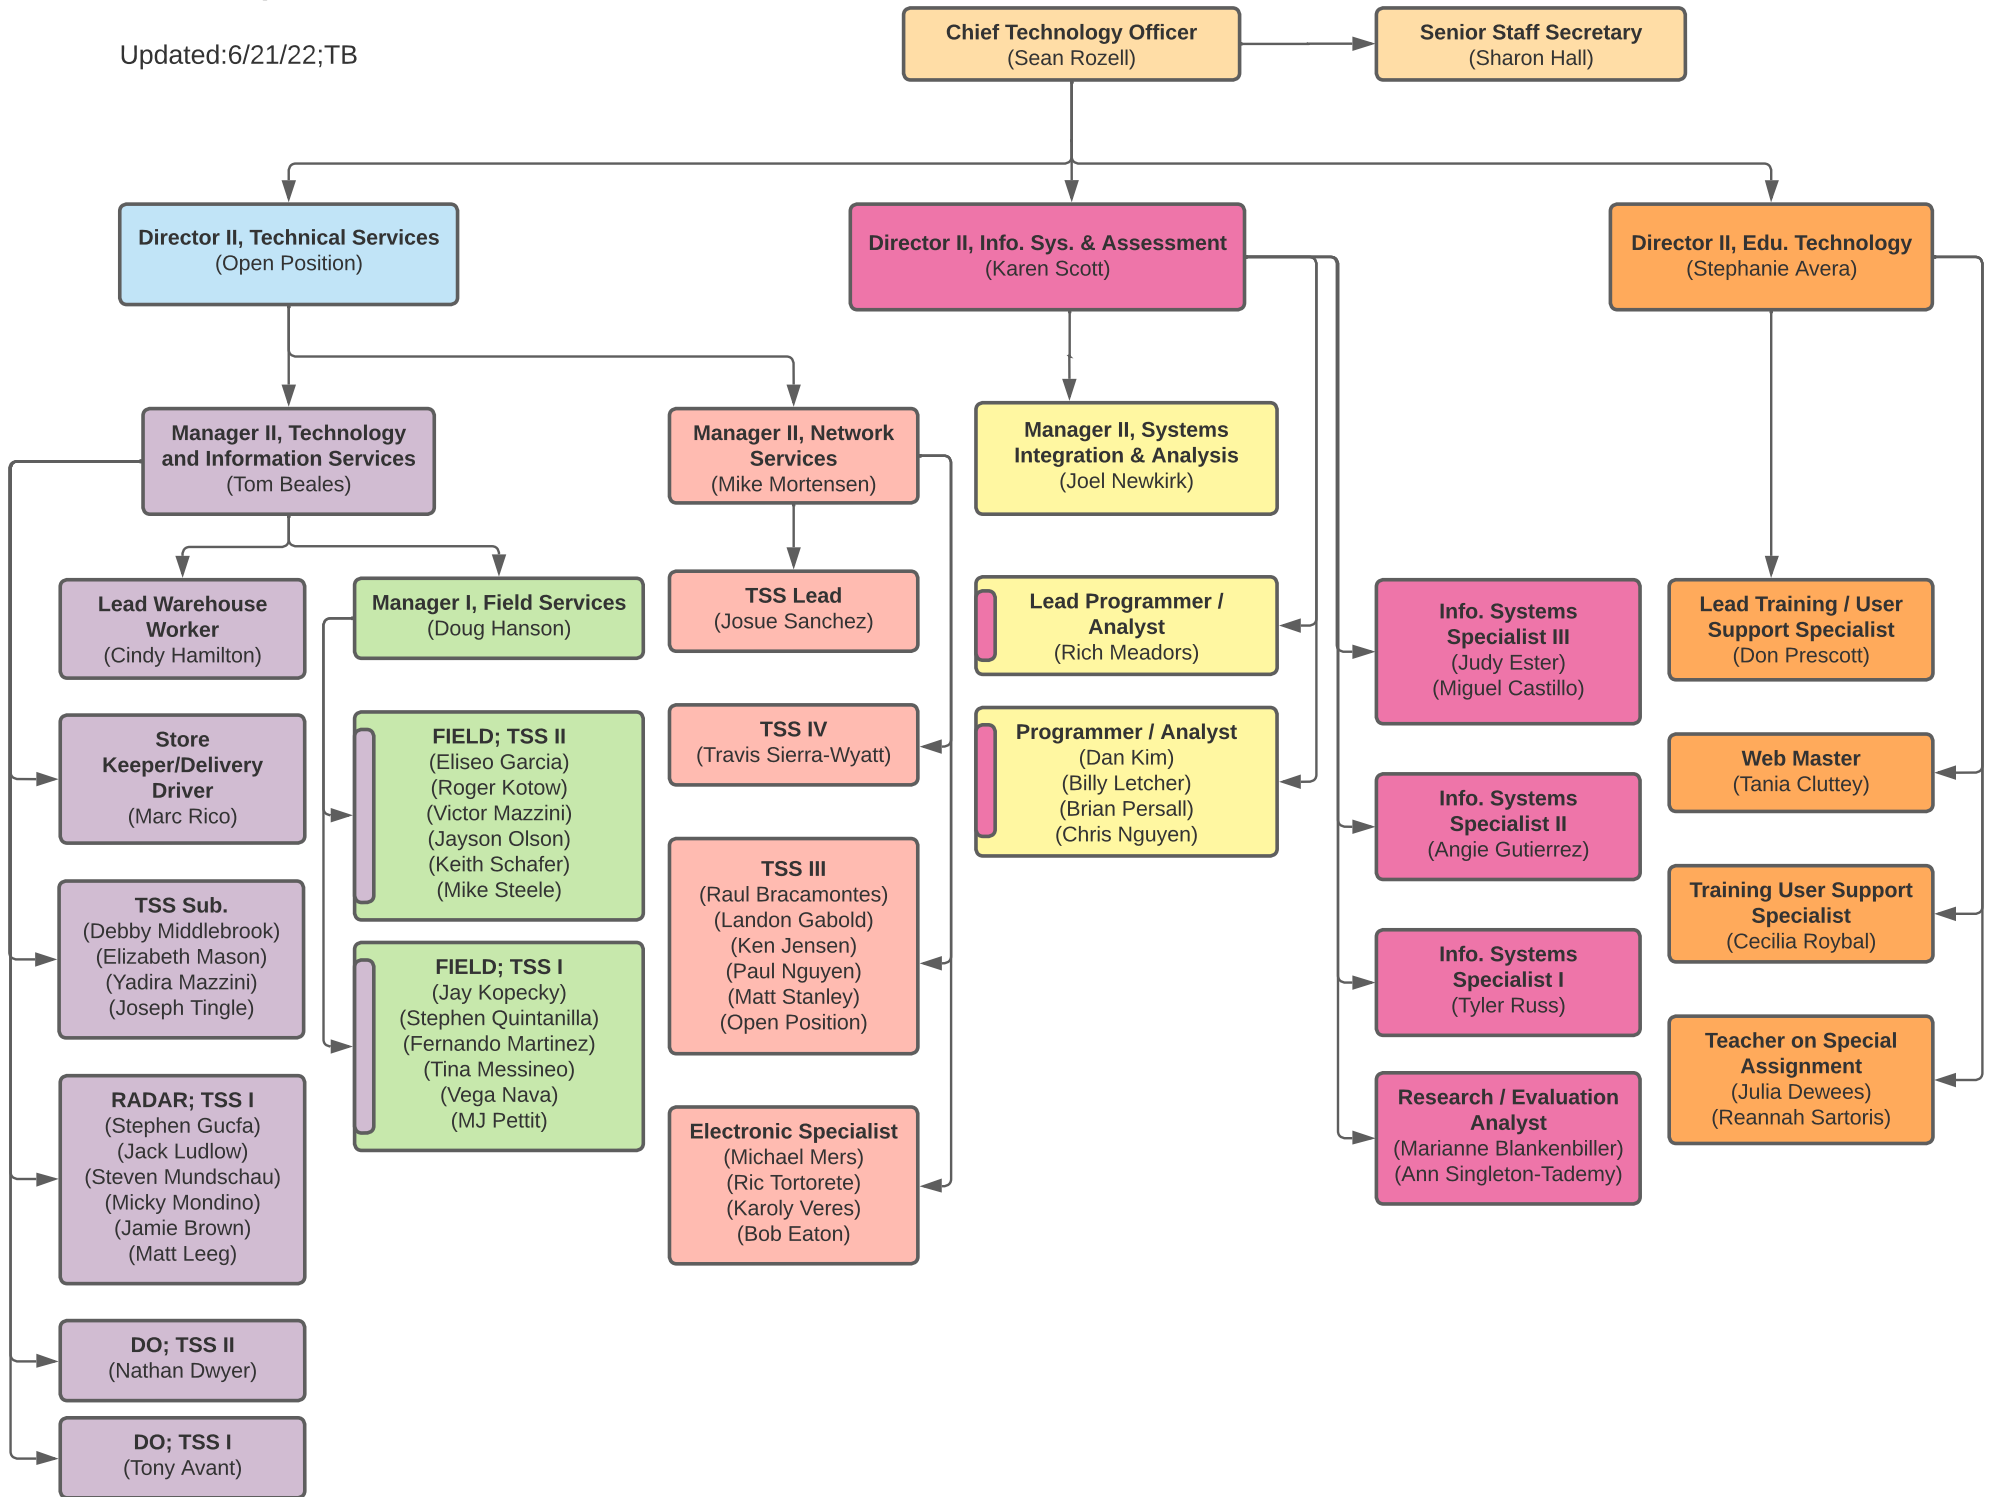 Updated:6/21/22;TB
Chief Technology Officer
(Sean Rozell)
Senior Staff Secretary
(Sharon Hall)
Director II, Technical Services
(Open Position)
Director II, Info. Sys. & Assessment
(Karen Scott)
Director II, Edu. Technology
(Stephanie Avera)
Manager II, Technology
and Information Services
(Tom Beales)
Manager II, Network
Services
(Mike Mortensen)
Manager II, Systems
Integration & Analysis
(Joel Newkirk)
Lead Warehouse
Worker
(Cindy Hamilton)
Manager I, Field Services
(Doug Hanson)
TSS Lead
(Josue Sanchez)
Lead Programmer /
Analyst
(Rich Meadors)
Info. Systems
Specialist III
(Judy Ester)
(Miguel Castillo)
Lead Training / User
Support Specialist
(Don Prescott)
Store
Keeper/Delivery
Driver
(Marc Rico)
FIELD; TSS II
(Eliseo Garcia)
(Roger Kotow)
(Victor Mazzini)
(Jayson Olson)
(Keith Schafer)
(Mike Steele)
TSS IV
(Travis Sierra-Wyatt)
Programmer / Analyst
(Dan Kim)
(Billy Letcher)
(Brian Persall)
(Chris Nguyen)
Info. Systems
Specialist II
(Angie Gutierrez)
Web Master
(Tania Cluttey)
TSS Sub.
(Debby Middlebrook)
(Elizabeth Mason)
(Yadira Mazzini)
(Joseph Tingle)
FIELD; TSS I
(Jay Kopecky)
(Stephen Quintanilla)
(Fernando Martinez)
(Tina Messineo)
(Vega Nava)
(MJ Pettit)
TSS III
(Raul Bracamontes)
(Landon Gabold)
(Ken Jensen)
(Paul Nguyen)
(Matt Stanley)
(Open Position)
Info. Systems
Specialist I
(Tyler Russ)
Training User Support
Specialist
(Cecilia Roybal)
RADAR; TSS I
(Stephen Gucfa)
(Jack Ludlow)
(Steven Mundschau)
(Micky Mondino)
(Jamie Brown)
(Matt Leeg)
Electronic Specialist
(Michael Mers)
(Ric Tortorete)
(Karoly Veres)
(Bob Eaton)
Research / Evaluation
Analyst
(Marianne Blankenbiller)
(Ann Singleton-Tademy)
Teacher on Special
Assignment
(Julia Dewees)
(Reannah Sartoris)
DO; TSS II
(Nathan Dwyer)
DO; TSS I
(Tony Avant)